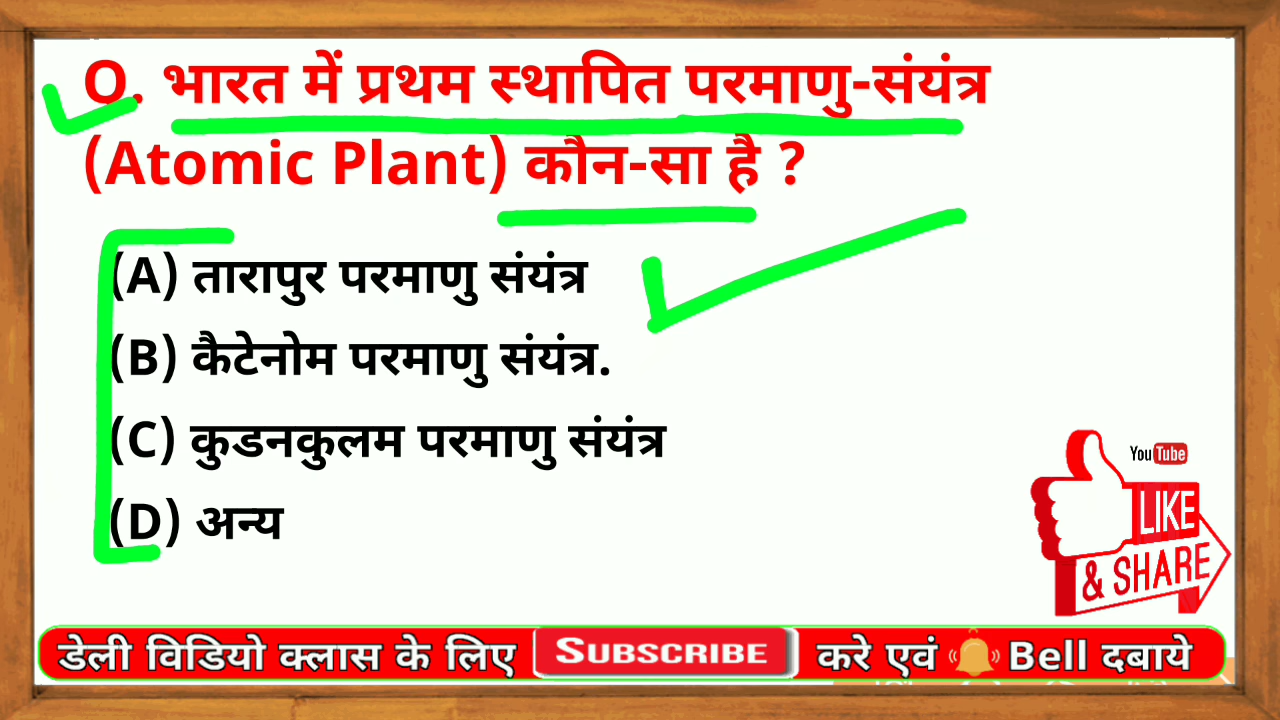 Q. भारत में प्रथम स्थापित परमाणु-संयंत्र
(Atomic Plant) कौन-सा है ?
(A) तारापुर परमाणु संयंत्र
(B) कैटेनोम परमाणु संयंत्र.
(C) कुडनकुलम परमाणु संयंत्र
(D) अन्य
YouTube
LIKE
& SHARE
डेली विडियो क्लास के लिए SUBSCRIBE करे एवं Bell दबाये